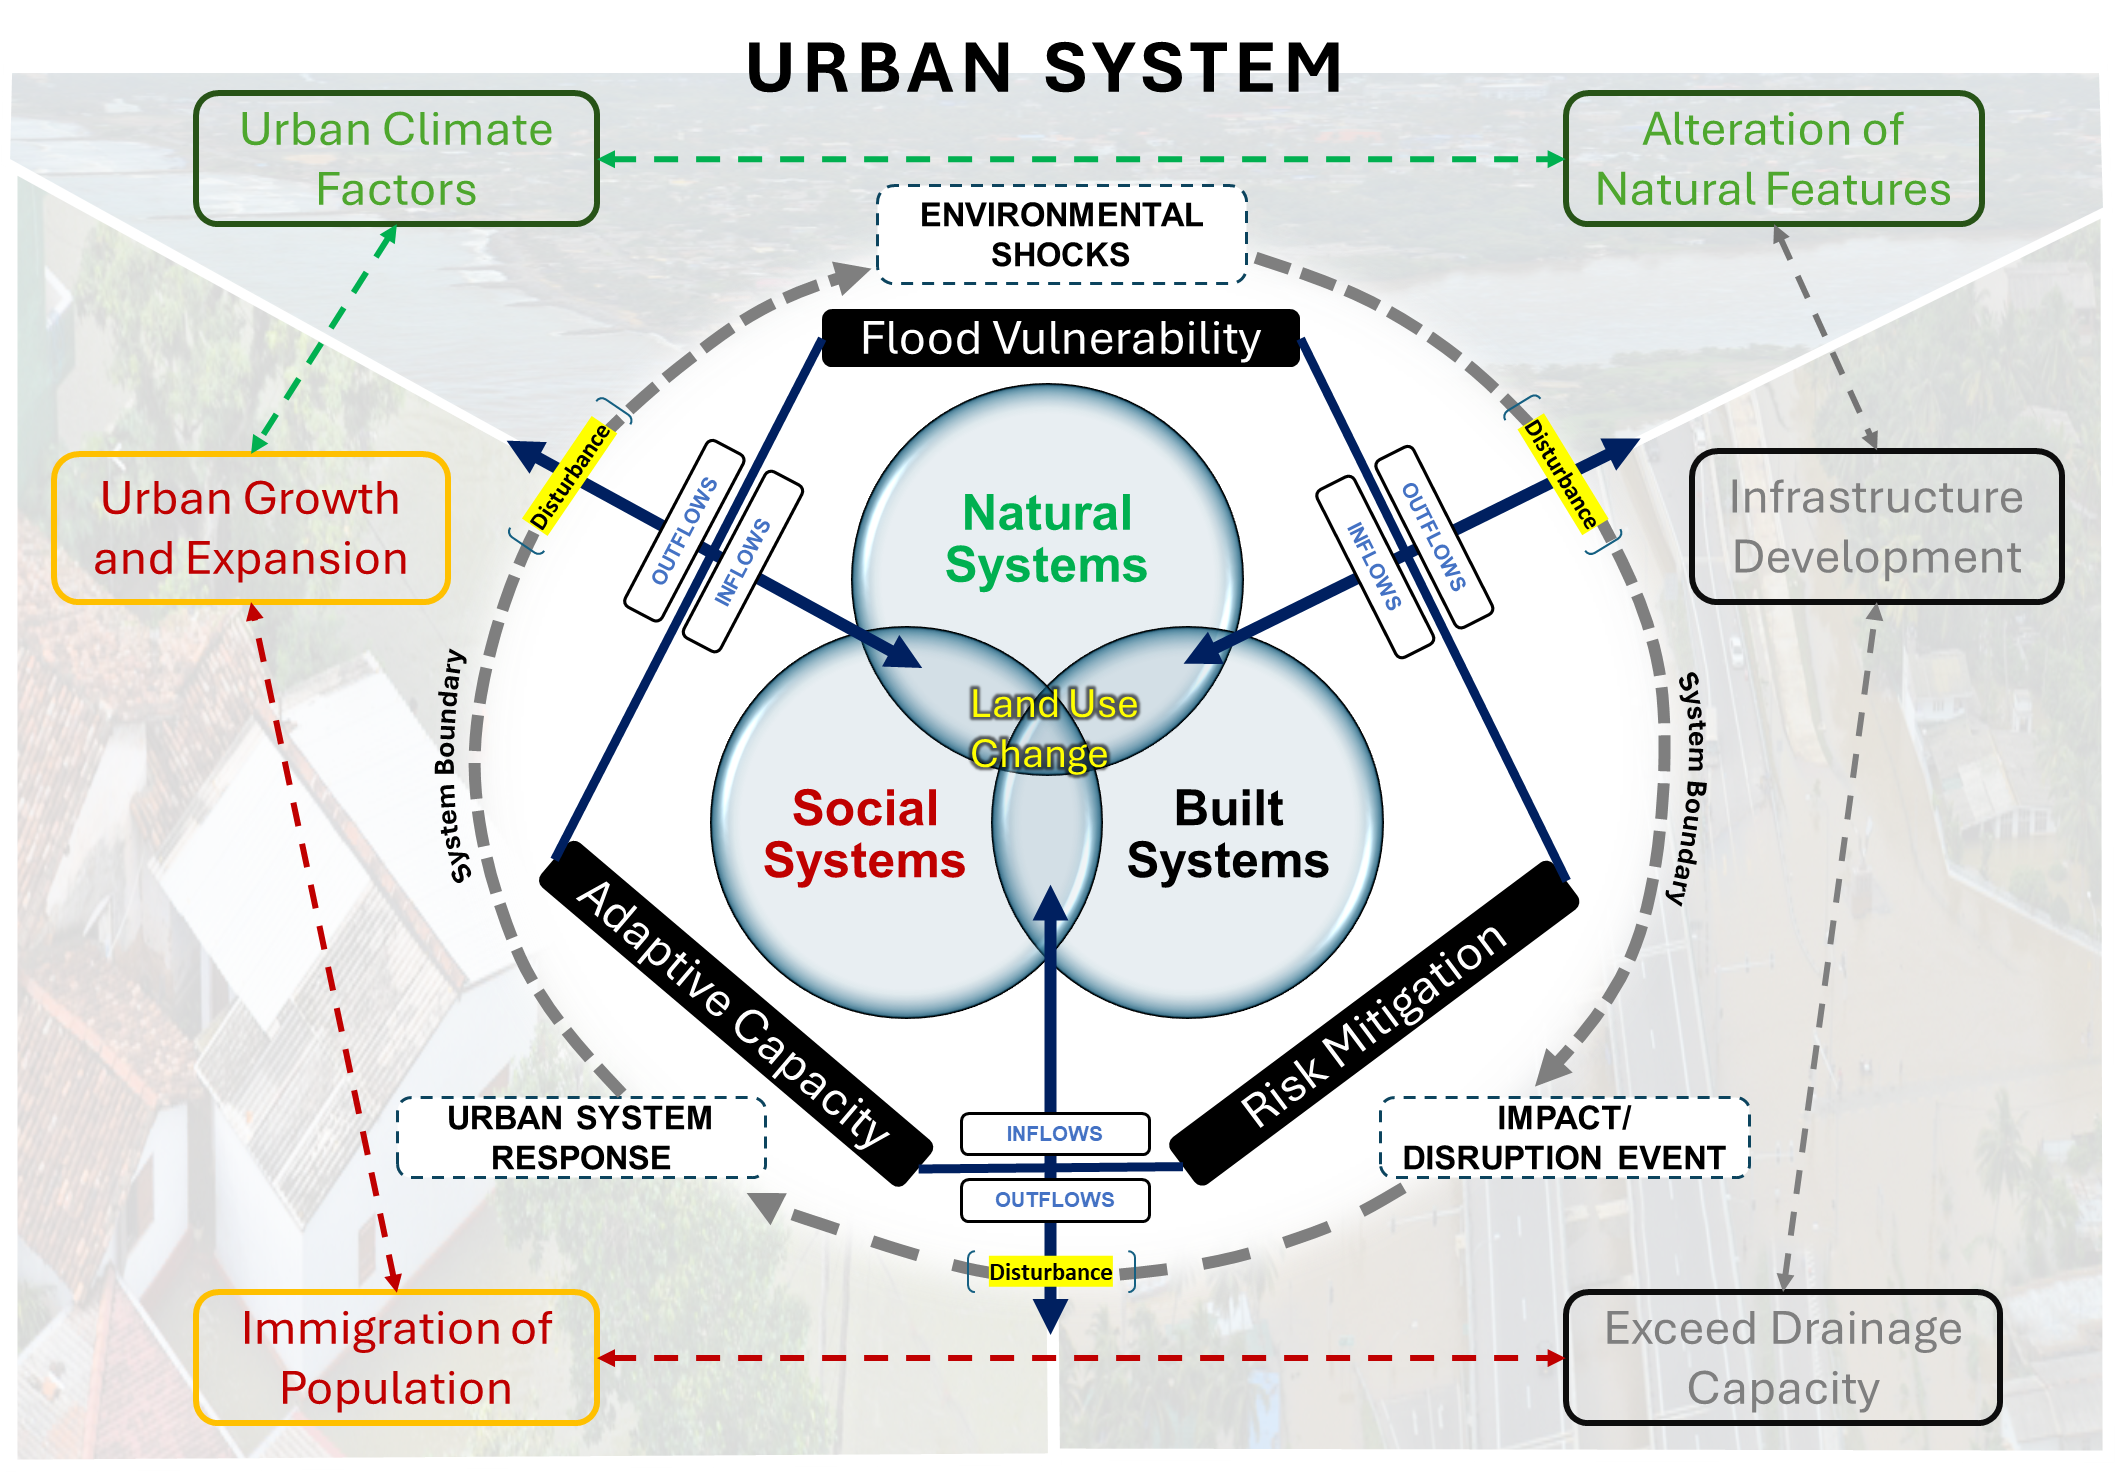 URBAN SYSTEM
Urban Climate
Factors
Alteration of
Natural Features
ENVIRONMENTAL
SHOCKS
Flood Vulnerability
Disturbance
Disturbance
OUTFLOWS
INFLOWS
INFLOWS
OUTFLOWS
Urban Growth
and Expansion
Infrastructure
Development
Natural
Systems
Land Use
Change
System Boundary
System Boundary
Social
Systems
Built
Systems
Adaptive Capacity
Risk Mitigation
URBAN SYSTEM
RESPONSE
INFLOWS
OUTFLOWS
IMPACT/
DISRUPTION EVENT
Disturbance
Immigration of
Population
Exceed Drainage
Capacity